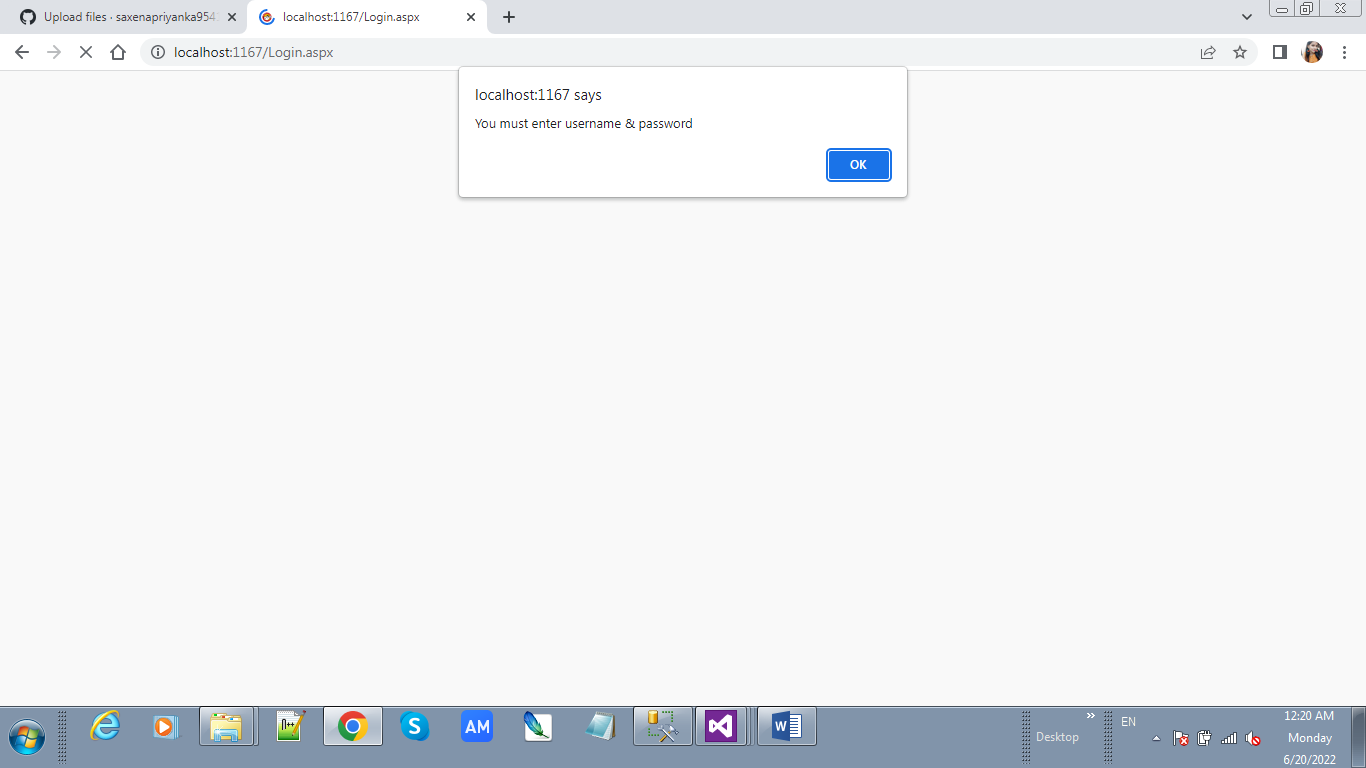 Upload files · saxenapriyanka954
localhost:1167/Login.aspx
localhost:1167/Login.aspx
localhost:1167 says
You must enter username & password
OK
S
AM
W
Desktop
»
EN
12:20 AM
Monday
6/20/2022